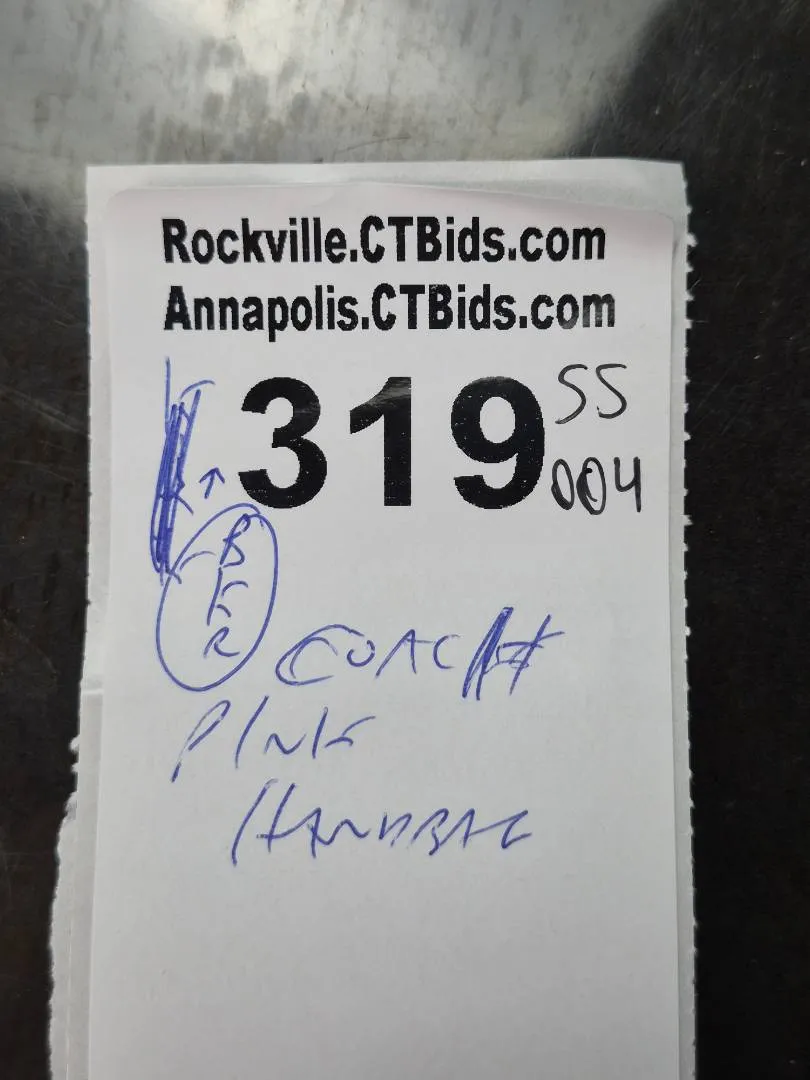 Rockville.CTBids.com
Annapolis.CTBids.com
319
SS
004
COACH
PINK
HANDBAG